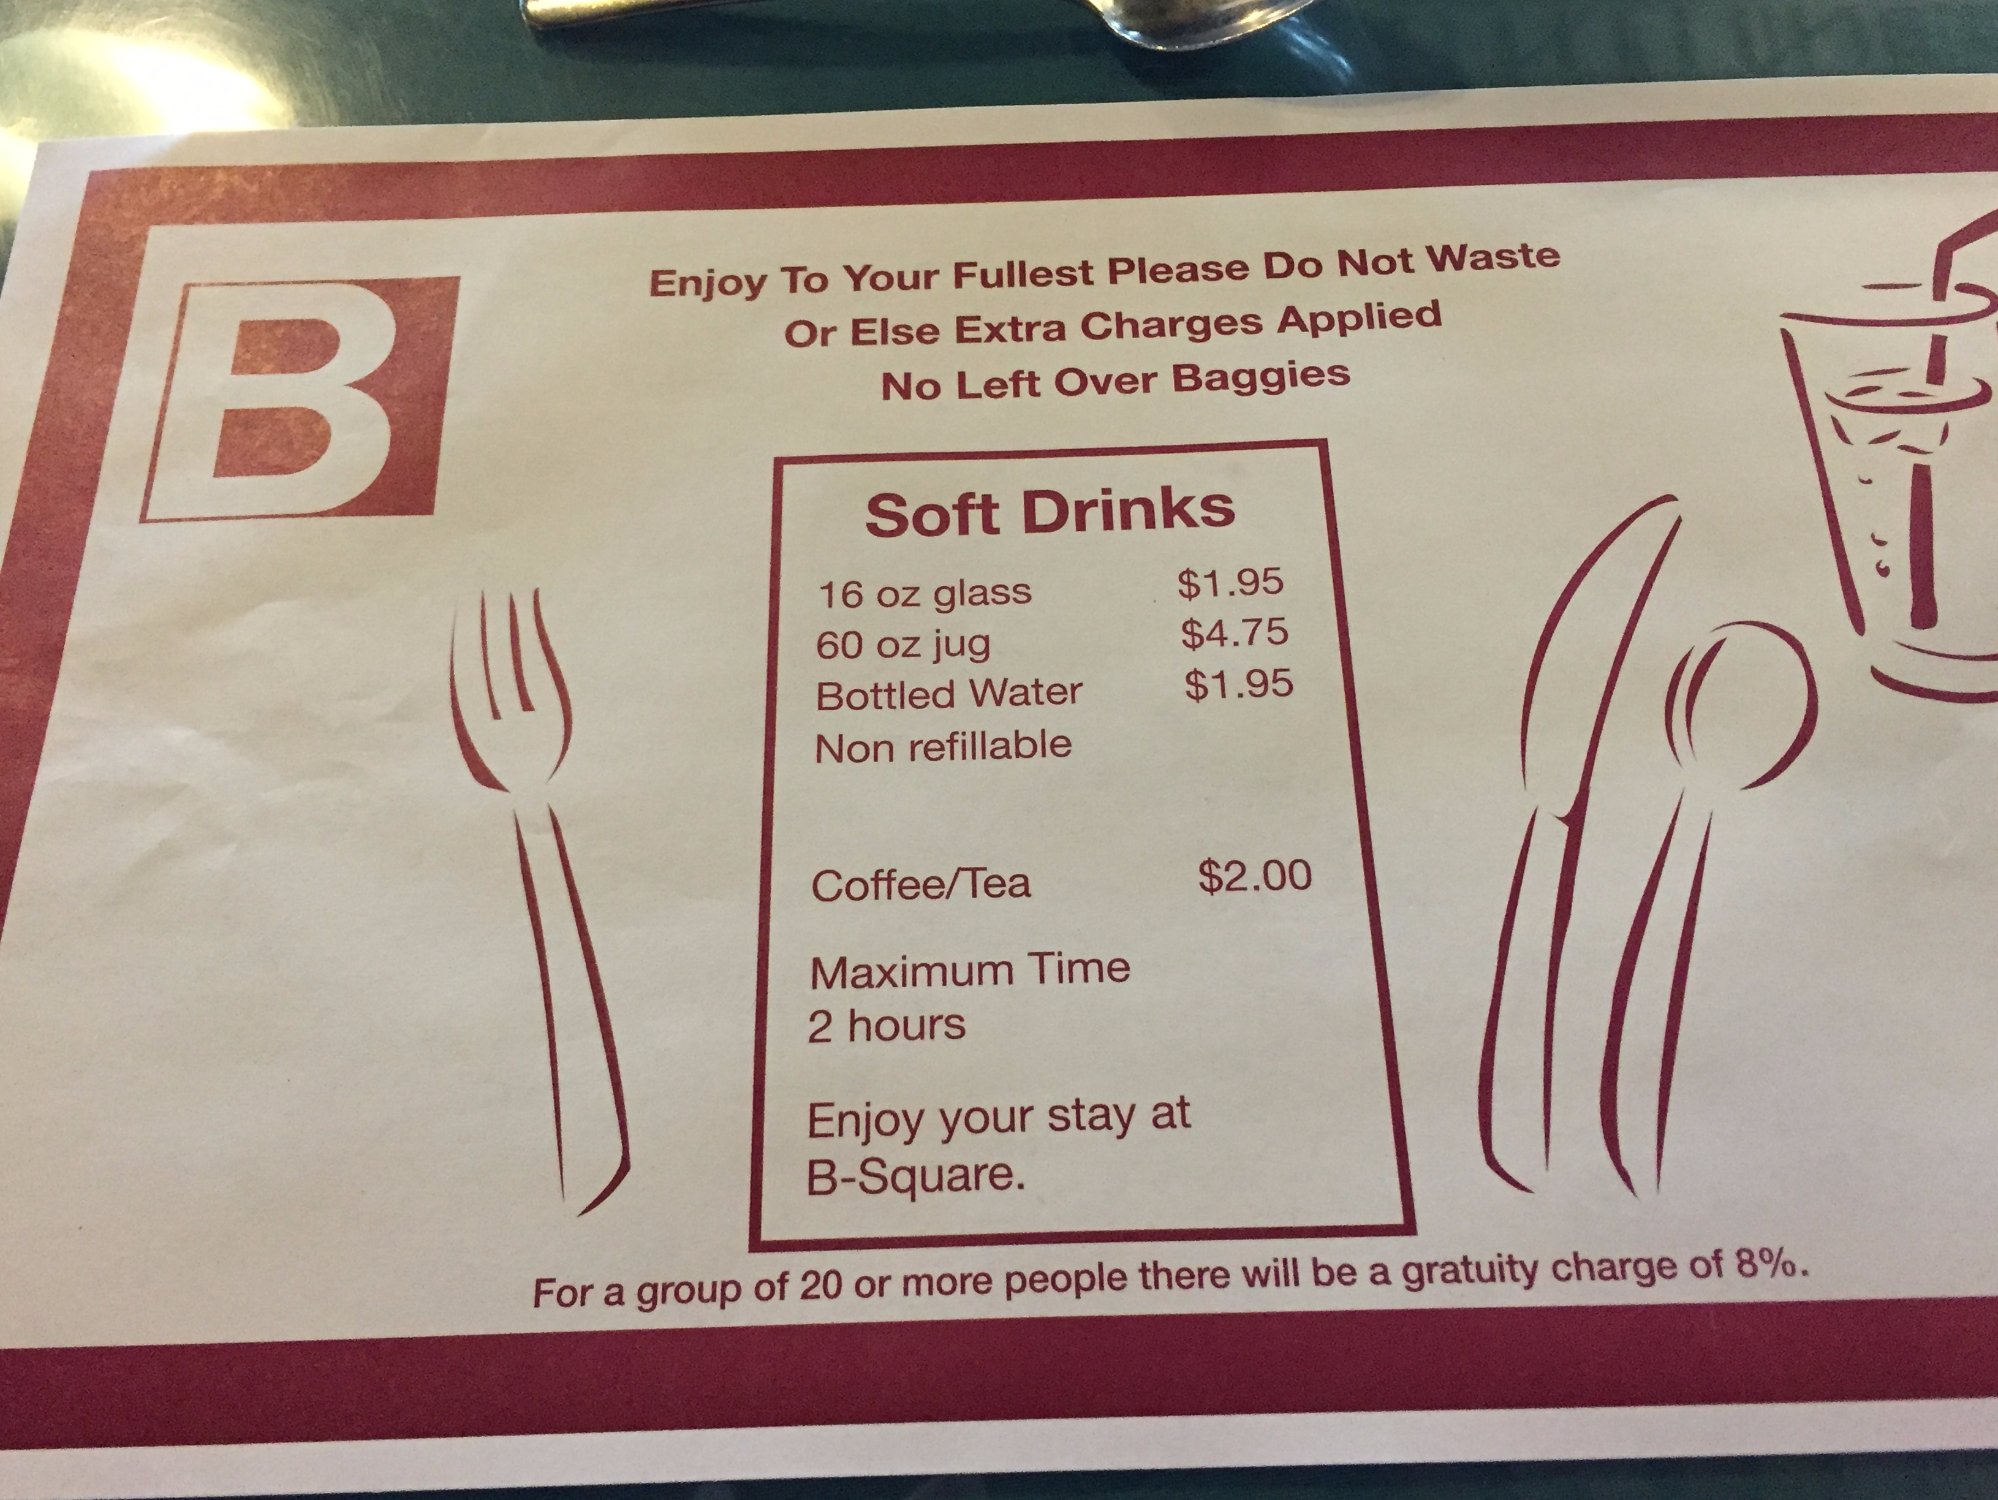 B
Enjoy To Your Fullest Please Do Not Waste
Or Else Extra Charges Applied
No Left Over Baggies
Soft Drinks
16 oz glass $1.95
60 oz jug $4.75
Bottled Water $1.95
Non refillable
Coffee/Tea $2.00
Maximum Time
2 hours
Enjoy your stay at
B-Square.
For a group of 20 or more people there will be a gratuity charge of 8%.